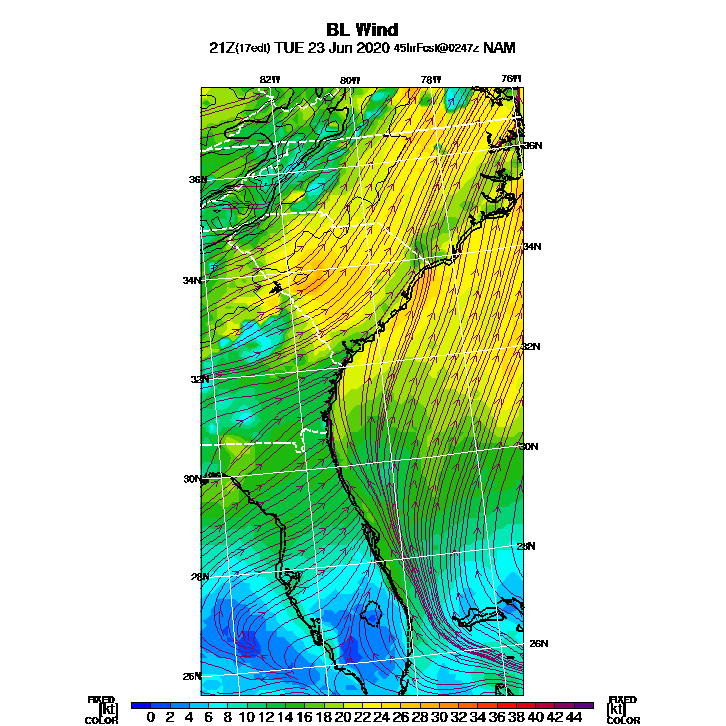 BL Wind
21Z(17edt) TUE 23 Jun 2020 45hrFcst@0247z NAM
82W 80W 78W 76W
36N
36N
34N
34N
32N
32N
30N
30N
28N
28N
26N
26N
FIXED FIXED
[kt] 0 2 4 6 8 10 12 14 16 18 20 22 24 26 28 30 32 34 36 38 40 42 44 [kt]
COLOR COLOR